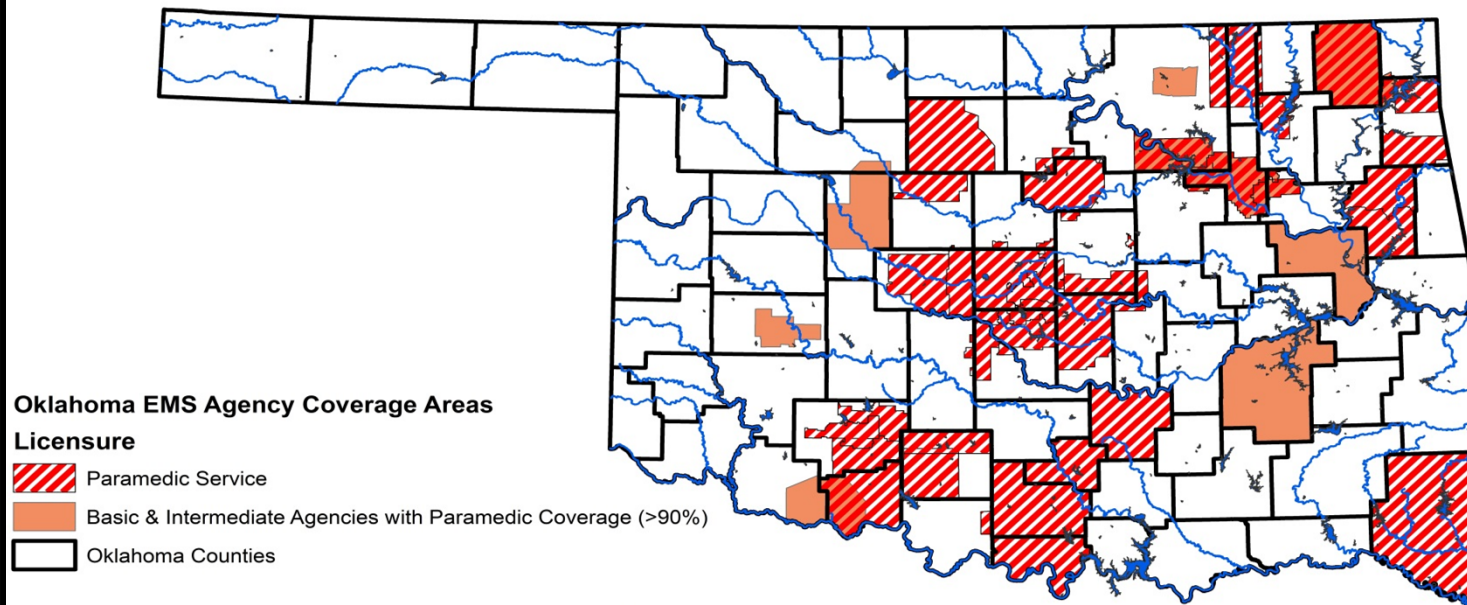 Oklahoma EMS Agency Coverage Areas
Licensure
Paramedic Service
Basic & Intermediate Agencies with Paramedic Coverage (>90%)
Oklahoma Counties